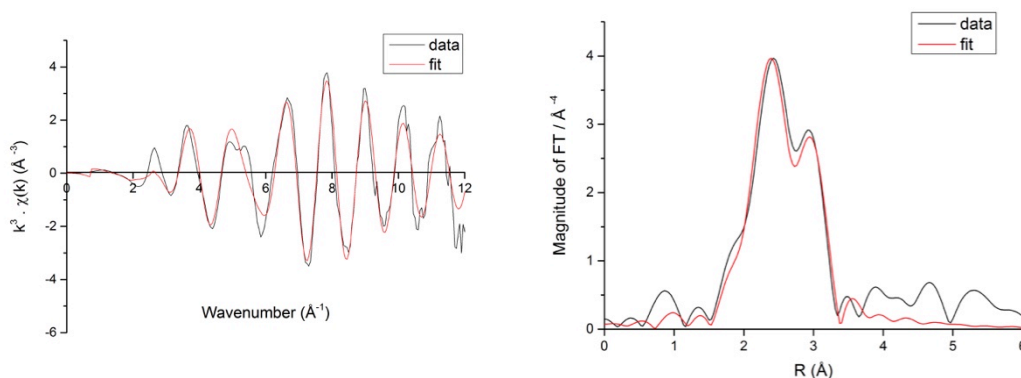 data
fit
k³ . χ(k) (Å⁻³)
4
2
0
-2
-4
-6
0 2 4 6 8 10 12
Wavenumber (Å⁻¹)
data
fit
Magnitude of FT / Å⁻⁴
4
3
2
1
0
0 1 2 3 4 5 6
R (Å)